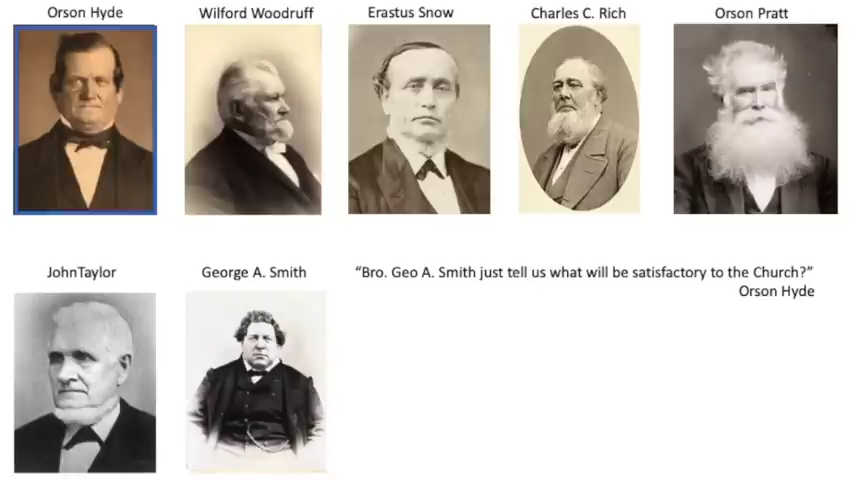 Orson Hyde
Wilford Woodruff
Erastus Snow
Charles C. Rich
Orson Pratt
JohnTaylor
George A. Smith
“Bro. Geo A. Smith just tell us what will be satisfactory to the Church?”
Orson Hyde